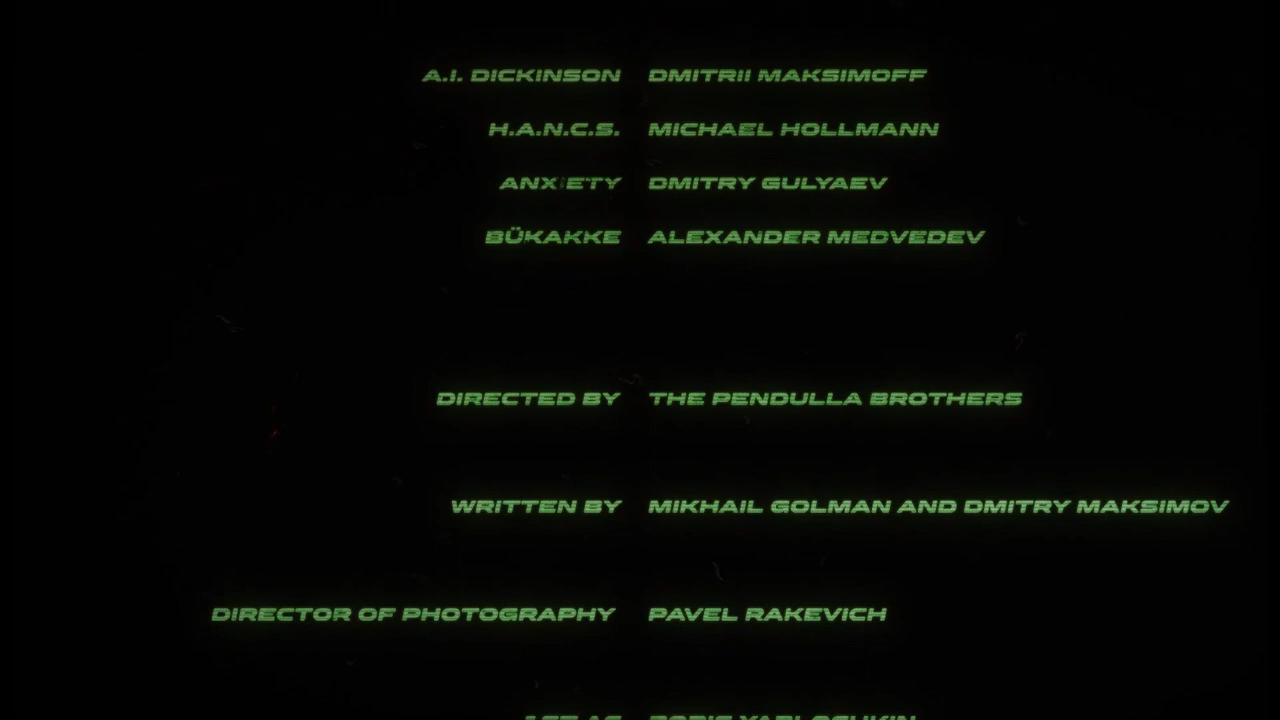 A.I. DICKINSON DMITRII MAKSIMOFF
H.A.N.C.S. MICHAEL HOLLMANN
ANXIETY DMITRY GULYAEV
BÜKAKKE ALEXANDER MEDVEDEV
DIRECTED BY THE PENDULLA BROTHERS
WRITTEN BY MIKHAIL GOLMAN AND DMITRY MAKSIMOV
DIRECTOR OF PHOTOGRAPHY PAVEL RAKEVICH